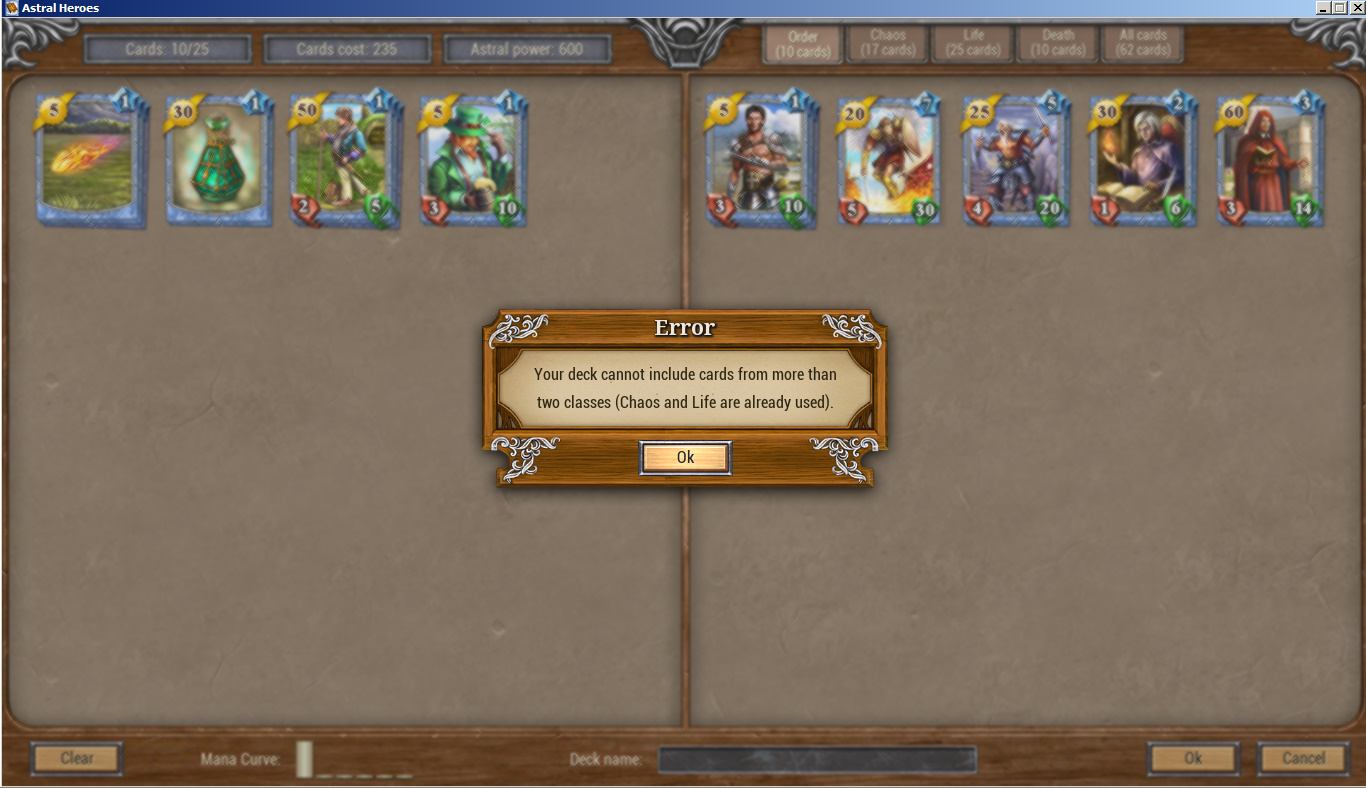 Astral Heroes
Cards: 10/25
Cards cost: 235
Astral power: 600
Order
(10 cards)
Chaos
(17 cards)
Life
(25 cards)
Death
(10 cards)
All cards
(62 cards)
5 1
30 1
50 1
2 5
5 1
3 10
5 1
3 10
20 7
5 30
25 5
4 20
30 2
1 6
60 3
3 14
Error
Your deck cannot include cards from more than
two classes (Chaos and Life are already used).
Ok
Clear
Mana Curve:
Deck name:
Ok
Cancel